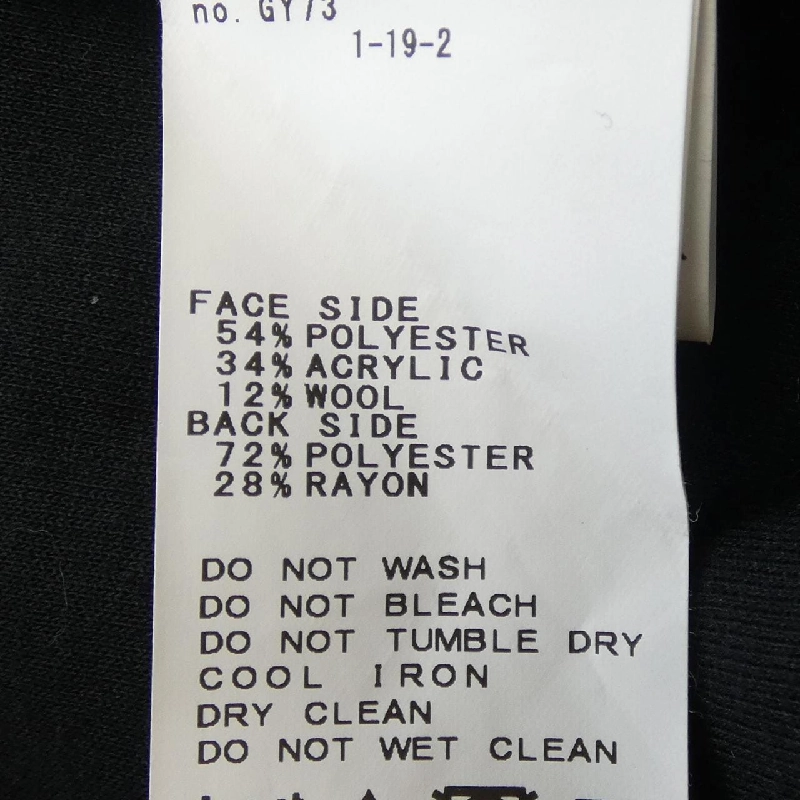 no. GY73
1-19-2
FACE SIDE
54% POLYESTER
34% ACRYLIC
12% WOOL
BACK SIDE
72% POLYESTER
28% RAYON
DO NOT WASH
DO NOT BLEACH
DO NOT TUMBLE DRY
COOL IRON
DRY CLEAN
DO NOT WET CLEAN